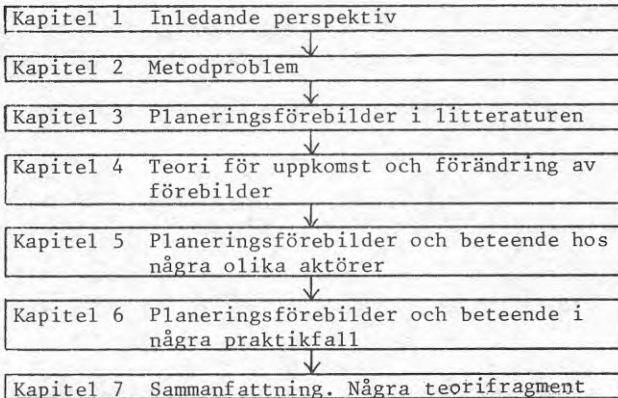 Kapitel 1 Inledande perspektiv
Kapitel 2 Metodproblem
Kapitel 3 Planeringsförebilder i litteraturen
Kapitel 4 Teori för uppkomst och förändring av
förebilder
Kapitel 5 Planeringsförebilder och beteende hos
några olika aktörer
Kapitel 6 Planeringsförebilder och beteende i
några praktikfall
Kapitel 7 Sammanfattning. Några teorifragment